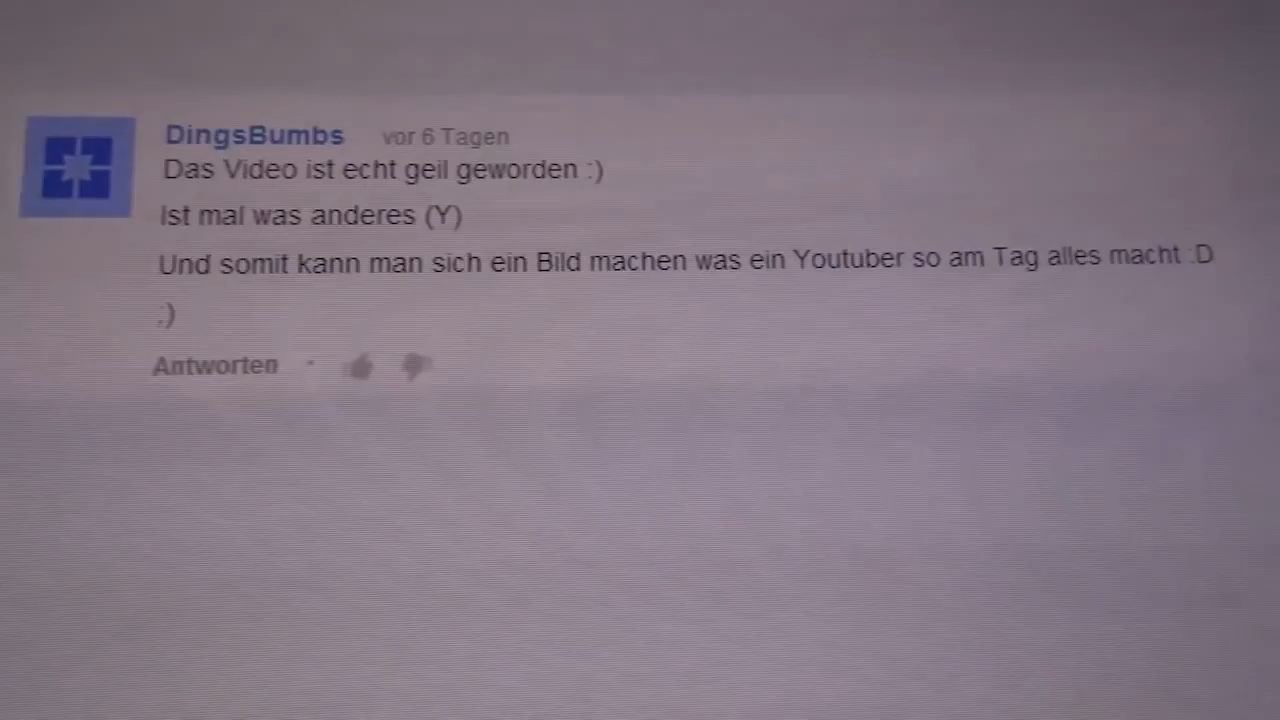 DingsBumbs vor 6 Tagen
Das Video ist echt geil geworden :)
Ist mal was anderes (Y)
Und somit kann man sich ein Bild machen was ein Youtuber so am Tag alles macht :D
:)
Antworten ·